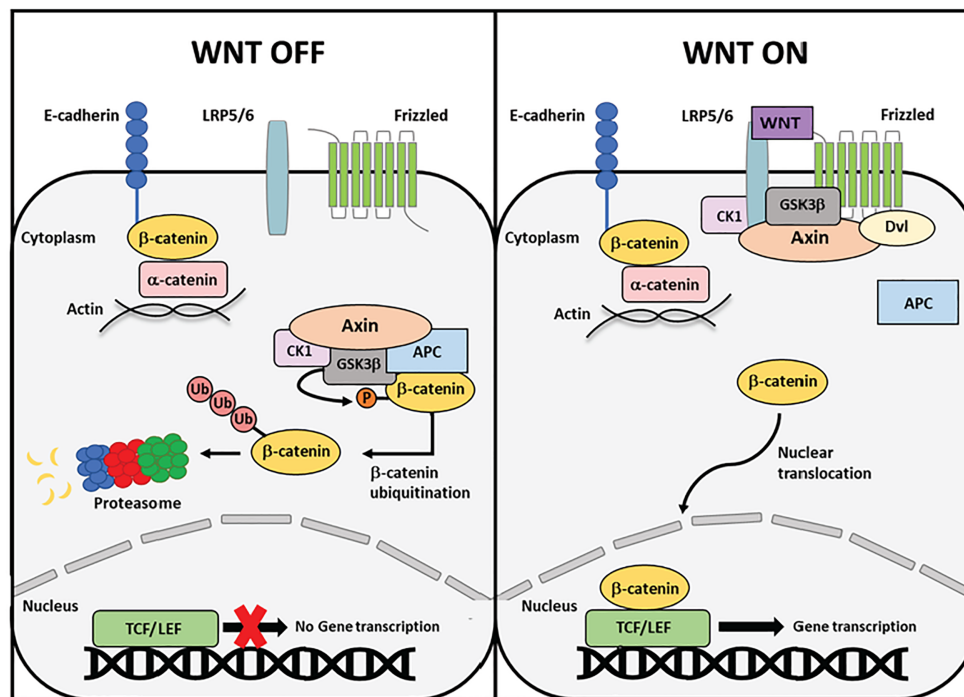 WNT OFF
E-cadherin
LRP5/6
Frizzled
Cytoplasm
β-catenin
α-catenin
Actin
Axin
CK1
GSK3β
APC
P
β-catenin
Ub
Ub
Ub
β-catenin
β-catenin
ubiquitination
Proteasome
Nucleus
TCF/LEF
No Gene transcription
WNT ON
E-cadherin
LRP5/6
WNT
Frizzled
CK1
GSK3β
Axin
Dvl
Cytoplasm
β-catenin
α-catenin
Actin
APC
β-catenin
Nuclear
translocation
Nucleus
β-catenin
TCF/LEF
Gene transcription